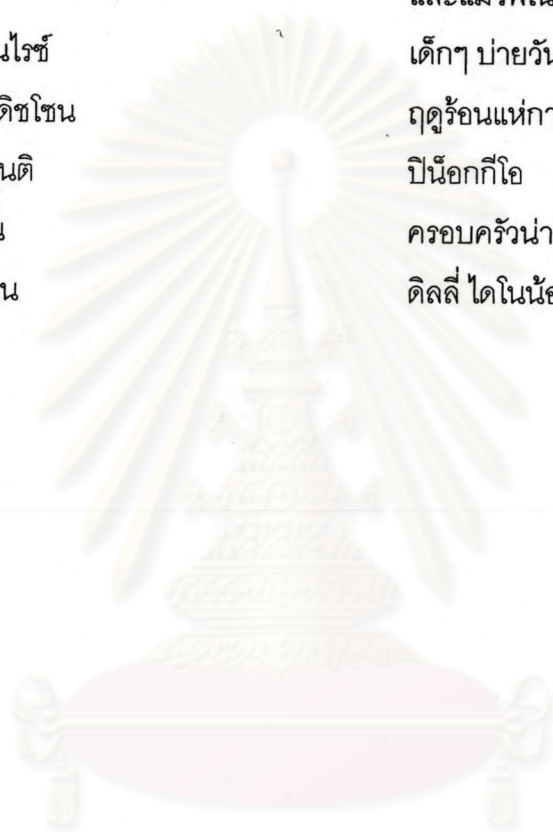 นไรซ์ เด็กๆ บ่ายวัน
ดิชโซน ฤดูร้อนแห่งกา
นติ ปิน็อกกีโอ
น ครอบครัวน่า
น ดิลลี่ ไดโนน้อ